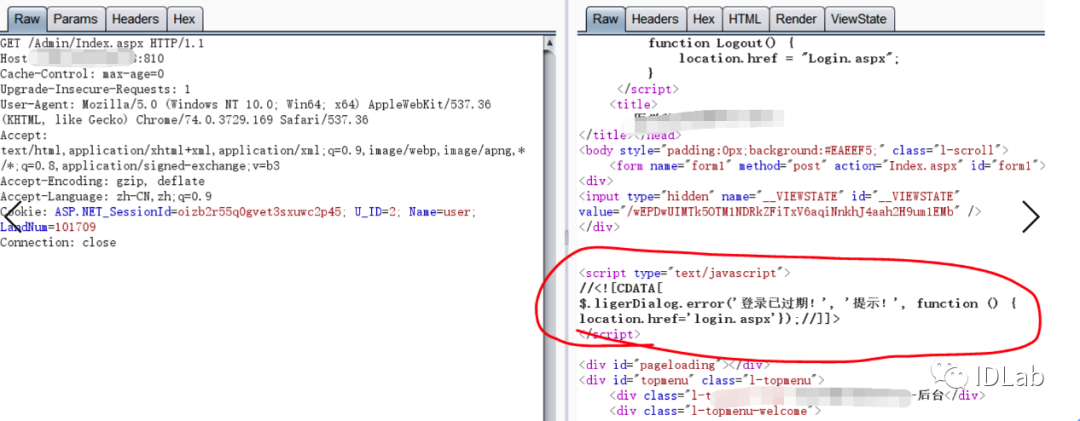 Raw Params Headers Hex
GET /Admin/Index.aspx HTTP/1.1
Host :810
Cache-Control: max-age=0
Upgrade-Insecure-Requests: 1
User-Agent: Mozilla/5.0 (Windows NT 10.0; Win64; x64) AppleWebKit/537.36
(KHTML, like Gecko) Chrome/74.0.3729.169 Safari/537.36
Accept:
text/html,application/xhtml+xml,application/xml;q=0.9,image/webp,image/apng,*
/*;q=0.8,application/signed-exchange;v=b3
Accept-Encoding: gzip, deflate
Accept-Language: zh-CN,zh;q=0.9
Cookie: ASP.NET_SessionId=oizb2r55q0gvet3sxuwc2p45; U_ID=2; Name=user;
LandNum=101709
Connection: close
Raw Headers Hex HTML Render ViewState
function Logout() {
location.href = "Login.aspx";
}
</script>
<title>
</title></head>
<body style="padding:0px;background:#EAEEF5;" class="l-scroll">
<form name="form1" method="post" action="Index.aspx" id="form1">
<div>
<input type="hidden" name="__VIEWSTATE" id="__VIEWSTATE"
value="/wEPDwUIMTk5OTM1NDRkZFiTxV6aqiNnkhJ4aah2H9um1EMb" />
</div>
<script type="text/javascript">
//<![CDATA[
$.ligerDialog.error('登录已过期!', '提示!', function () {
location.href='login.aspx'});//]]>
</script>
<div id="pageloading"></div>
<div id="topmenu" class="l-topmenu">
<div class="l-t -后台</div>
<div class="l-topmenu-welcome">
IDLab